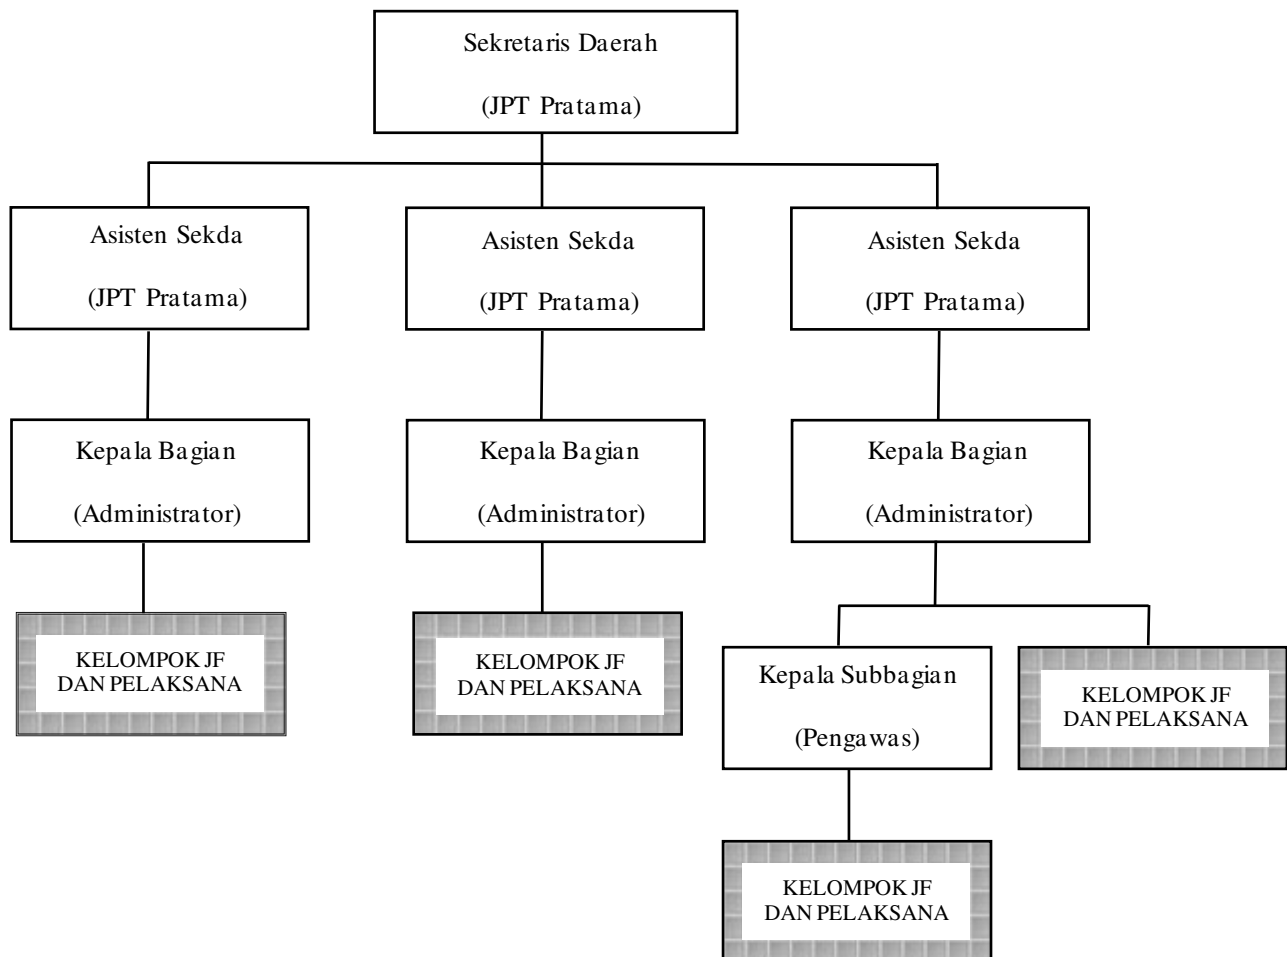 Sekretaris Daerah
(JPT Pratama)
Asisten Sekda
(JPT Pratama)
Asisten Sekda
(JPT Pratama)
Asisten Sekda
(JPT Pratama)
Kepala Bagian
(Administrator)
Kepala Bagian
(Administrator)
Kepala Bagian
(Administrator)
KELOMPOK JF
DAN PELAKSANA
KELOMPOK JF
DAN PELAKSANA
Kepala Subbagian
(Pengawas)
KELOMPOK JF
DAN PELAKSANA
KELOMPOK JF
DAN PELAKSANA